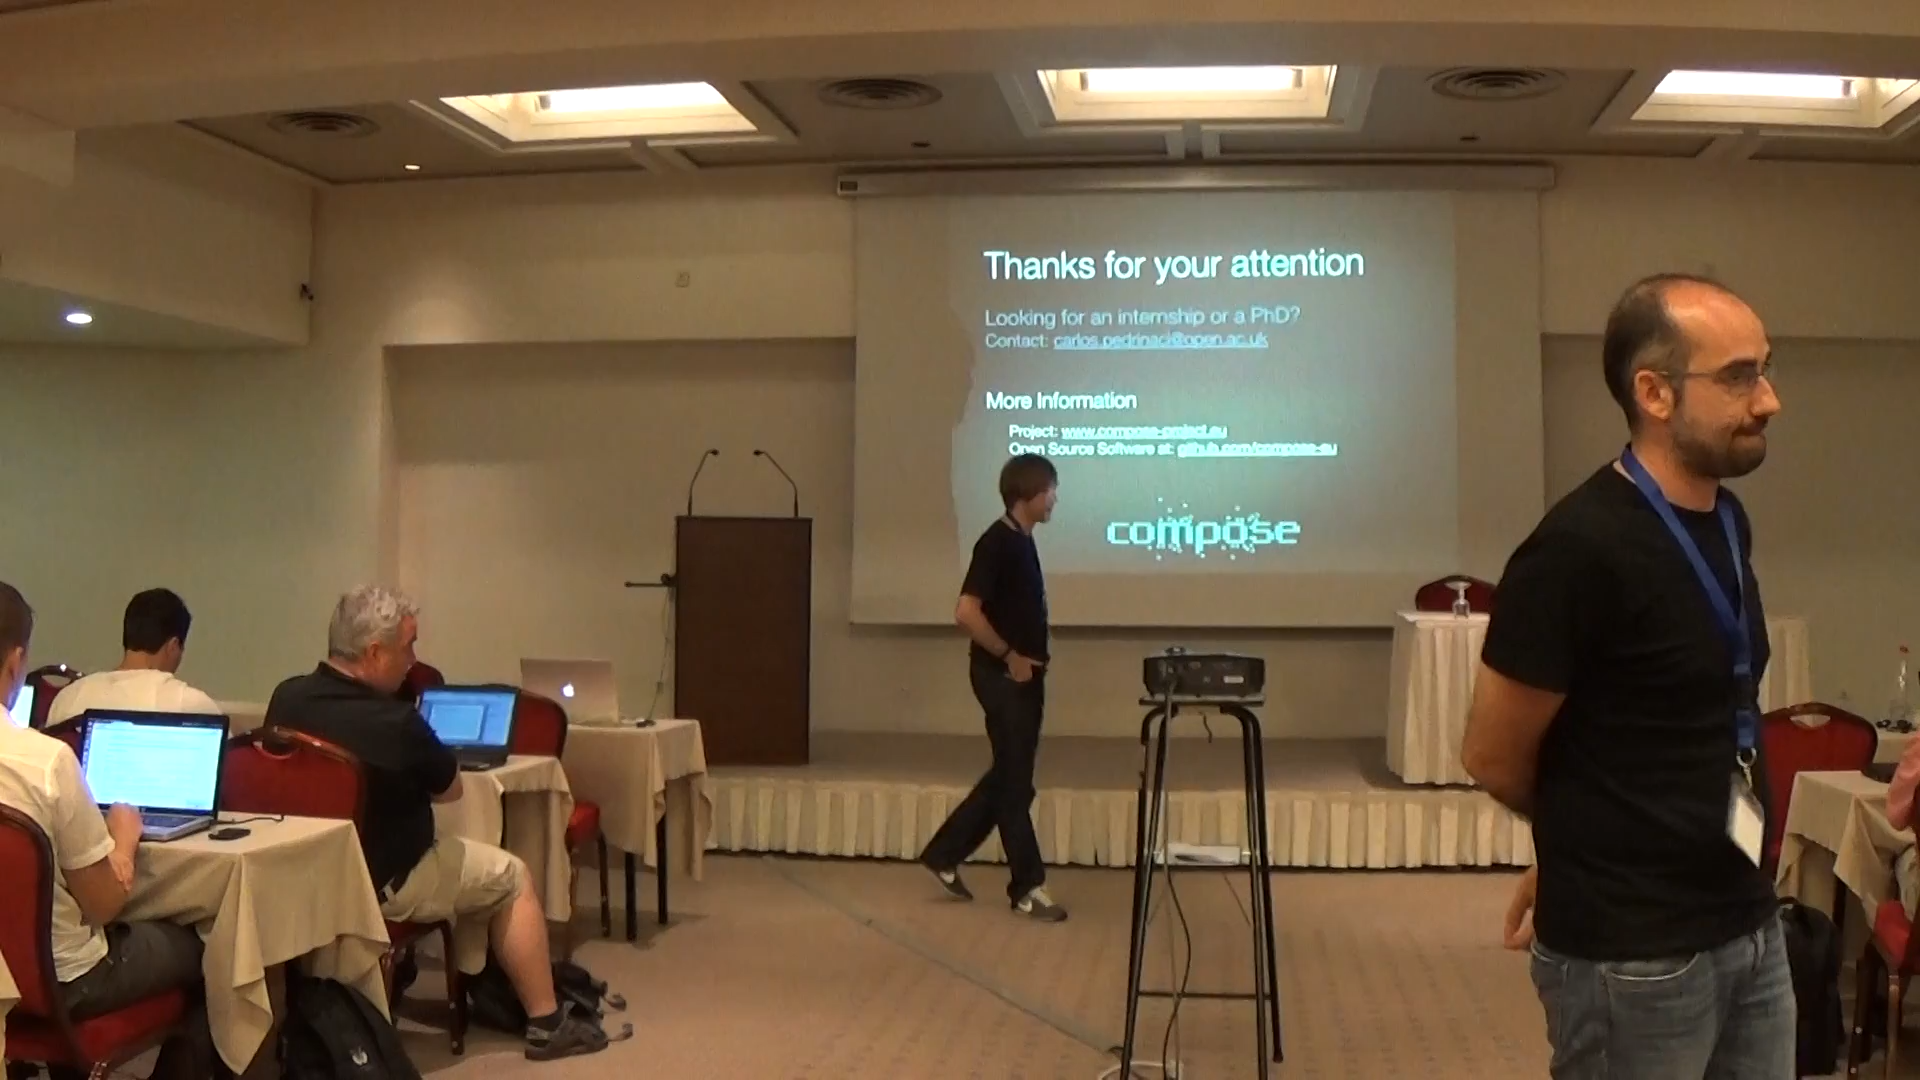 Thanks for your attention
Looking for an internship or a PhD?
Contact: carlos.pedrinaci@open.ac.uk
More Information
Project: www.compose-project.eu
Open Source Software at: github.com/compose-eu
compose